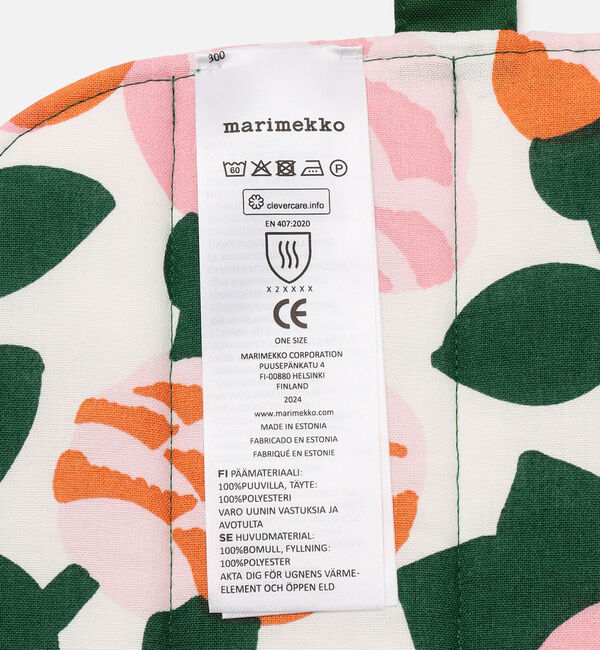 300
marimekko
60 P
clevercare.info
EN 407:2020
X 2 X X X X
CE
ONE SIZE
MARIMEKKO CORPORATION
PUUSEPÄNKATU 4
FI-00880 HELSINKI
FINLAND
2024
www.marimekko.com
MADE IN ESTONIA
FABRICADO EN ESTONIA
FABRIQUÉ EN ESTONIE
FI PÄÄMATERIAALI:
100%PUUVILLA, TÄYTE:
100%POLYESTERI
VARO UUNIN VASTUKSIA JA
AVOTULTA
SE HUVUDMATERIAL:
100%BOMULL, FYLLNING:
100%POLYESTER
AKTA DIG FÖR UGNENS VÄRME-
ELEMENT OCH ÖPPEN ELD